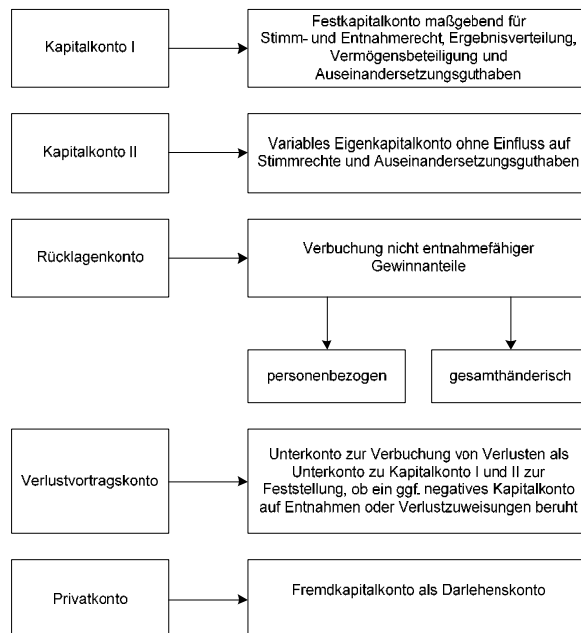 Kapitalkonto I
Festkapitalkonto maßgebend für
Stimm- und Entnahmerecht, Ergebnisverteilung,
Vermögensbeteiligung und
Auseinandersetzungsguthaben
Kapitalkonto II
Variables Eigenkapitalkonto ohne Einfluss auf
Stimmrechte und Auseinandersetzungsguthaben
Rücklagenkonto
Verbuchung nicht entnahmefähiger
Gewinnanteile
personenbezogen
gesamthänderisch
Verlustvortragskonto
Unterkonto zur Verbuchung von Verlusten als
Unterkonto zu Kapitalkonto I und II zur
Feststellung, ob ein ggf. negatives Kapitalkonto
auf Entnahmen oder Verlustzuweisungen beruht
Privatkonto
Fremdkapitalkonto als Darlehenskonto